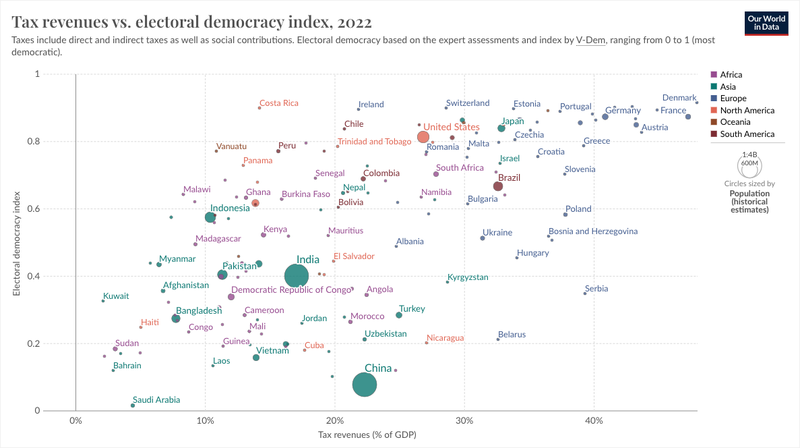 Tax revenues vs. electoral democracy index, 2022
Our World
in Data
Taxes include direct and indirect taxes as well as social contributions. Electoral democracy based on the expert assessments and index by V-Dem, ranging from 0 to 1 (most
democratic).
1
Africa
Asia
Europe
North America
Oceania
South America
1:4B
600M
Circles sized by
Population
(historical
estimates)
Denmark
Costa Rica
Ireland
Switzerland
Estonia
Portugal
Germany
France
Chile
United States
Japan
Austria
0.8
Vanuatu
Peru
Trinidad and Tobago
Romania
Malta
Czechia
Greece
Panama
Israel
Croatia
Senegal
Colombia
South Africa
Brazil
Slovenia
Malawi
Ghana
Burkina Faso
Nepal
Namibia
0.6
Indonesia
Bolivia
Bulgaria
Poland
Kenya
Mauritius
Ukraine
Bosnia and Herzegovina
Madagascar
Albania
Myanmar
Pakistan
India
El Salvador
Hungary
0.4
Afghanistan
Kyrgyzstan
Kuwait
Democratic Republic of Congo
Angola
Serbia
Bangladesh
Cameroon
Turkey
Haiti
Congo
Mali
Jordan
Morocco
0.2
Sudan
Guinea
Uzbekistan
Nicaragua
Belarus
Bahrain
Laos
Vietnam
Cuba
China
Saudi Arabia
0
0%
10%
20%
30%
40%
Electoral democracy index
Tax revenues (% of GDP)